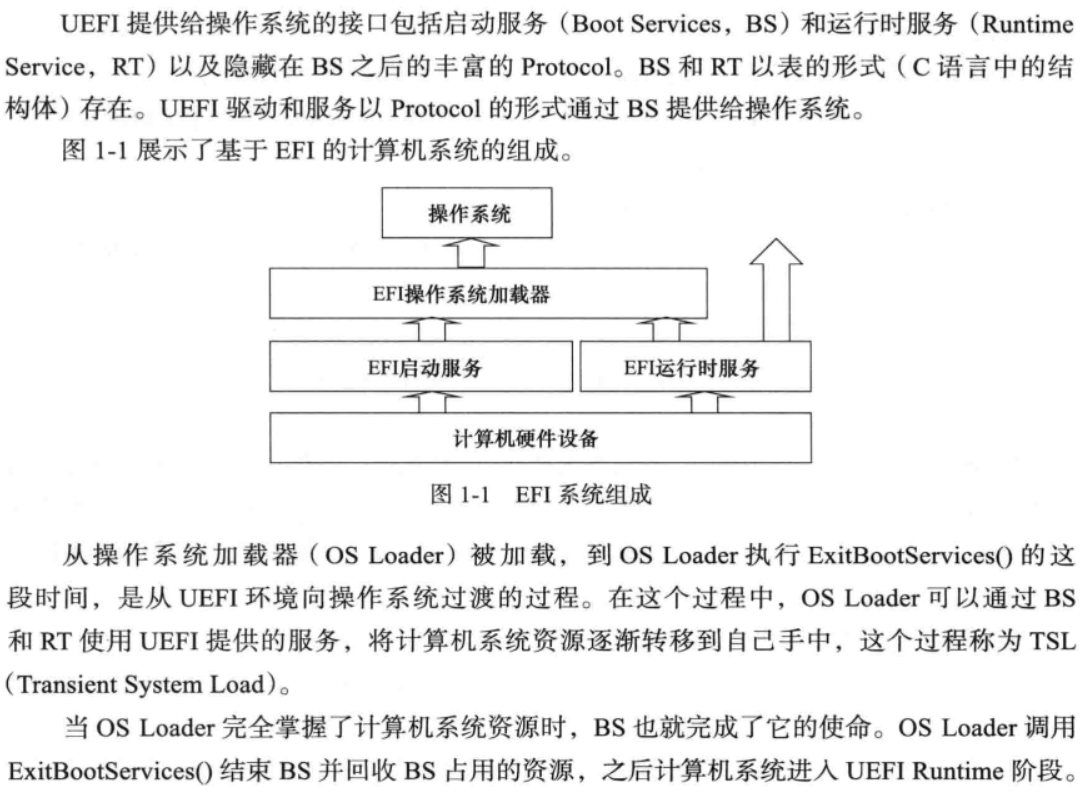 UEFI 提供给操作系统的接口包括启动服务（Boot Services，BS）和运行时服务（Runtime
Service，RT）以及隐藏在 BS 之后的丰富的 Protocol。BS 和 RT 以表的形式（C 语言中的结
构体）存在。UEFI 驱动和服务以 Protocol 的形式通过 BS 提供给操作系统。
图 1-1 展示了基于 EFI 的计算机系统的组成。
操作系统
EFI操作系统加载器
EFI启动服务
EFI运行时服务
计算机硬件设备
图 1-1 EFI 系统组成
从操作系统加载器（OS Loader）被加载，到 OS Loader 执行 ExitBootServices() 的这
段时间，是从 UEFI 环境向操作系统过渡的过程。在这个过程中，OS Loader 可以通过 BS
和 RT 使用 UEFI 提供的服务，将计算机系统资源逐渐转移到自己手中，这个过程称为 TSL
（Transient System Load）。
当 OS Loader 完全掌握了计算机系统资源时，BS 也就完成了它的使命。OS Loader 调用
ExitBootServices() 结束 BS 并回收 BS 占用的资源，之后计算机系统进入 UEFI Runtime 阶段。